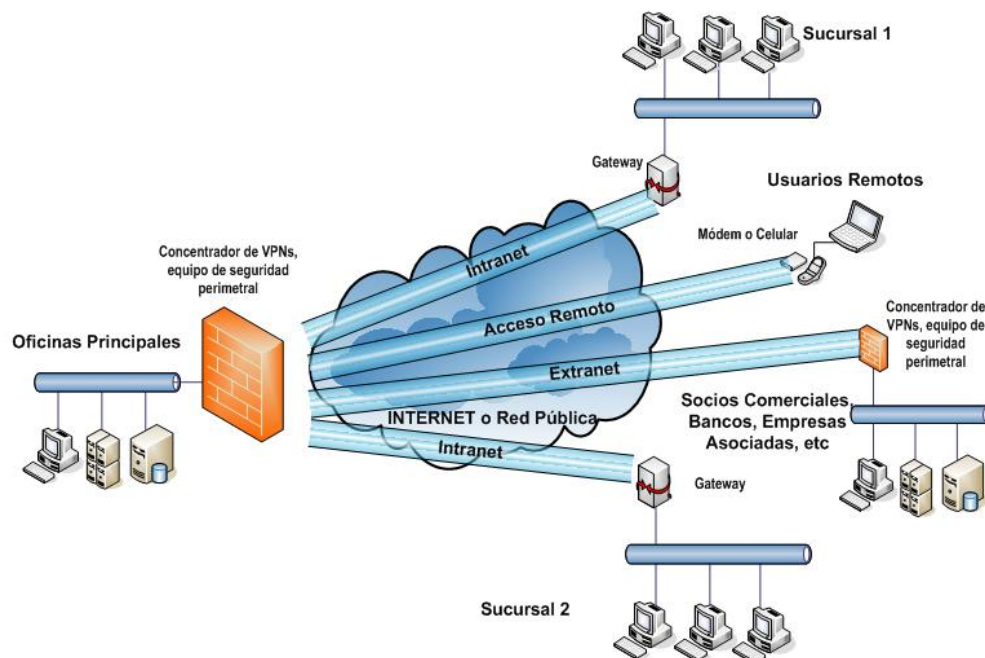 Sucursal 1
Gateway
Usuarios Remotos
Módem o Celular
Concentrador de VPNs,
equipo de seguridad
perimetral
Intranet
Acceso Remoto
Concentrador de
VPNs, equipo de
seguridad
perimetral
Oficinas Principales
Extranet
INTERNET o Red Pública
Socios Comerciales,
Bancos, Empresas
Asociadas, etc
Intranet
Gateway
Sucursal 2